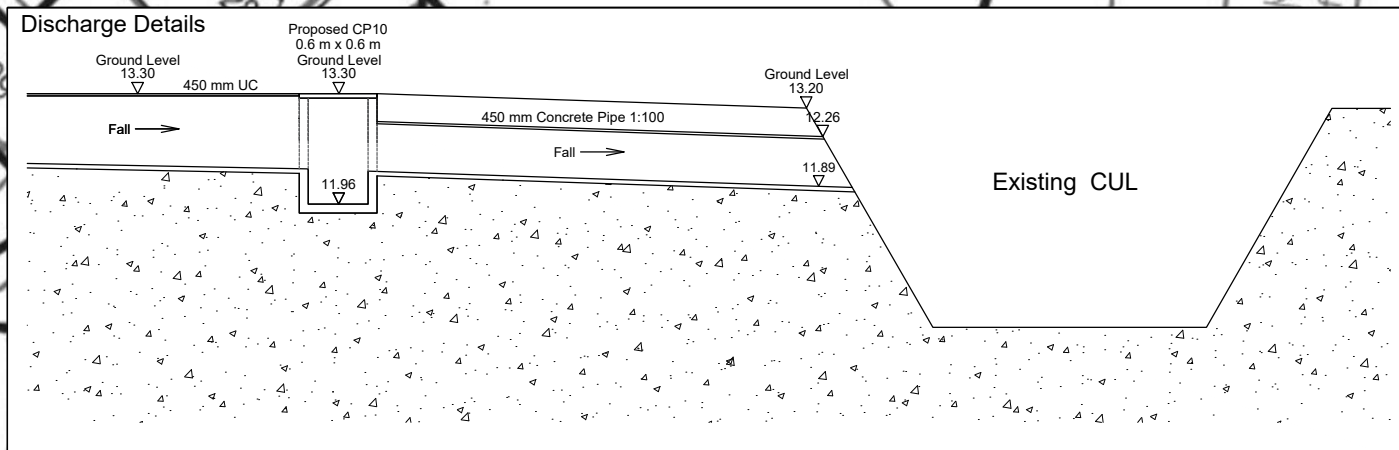 Discharge Details
Proposed CP10
0.6 m x 0.6 m
Ground Level
13.30
Ground Level
13.30
450 mm UC
Ground Level
13.20
12.26
450 mm Concrete Pipe 1:100
Fall
Fall
11.96
11.89
Existing CUL